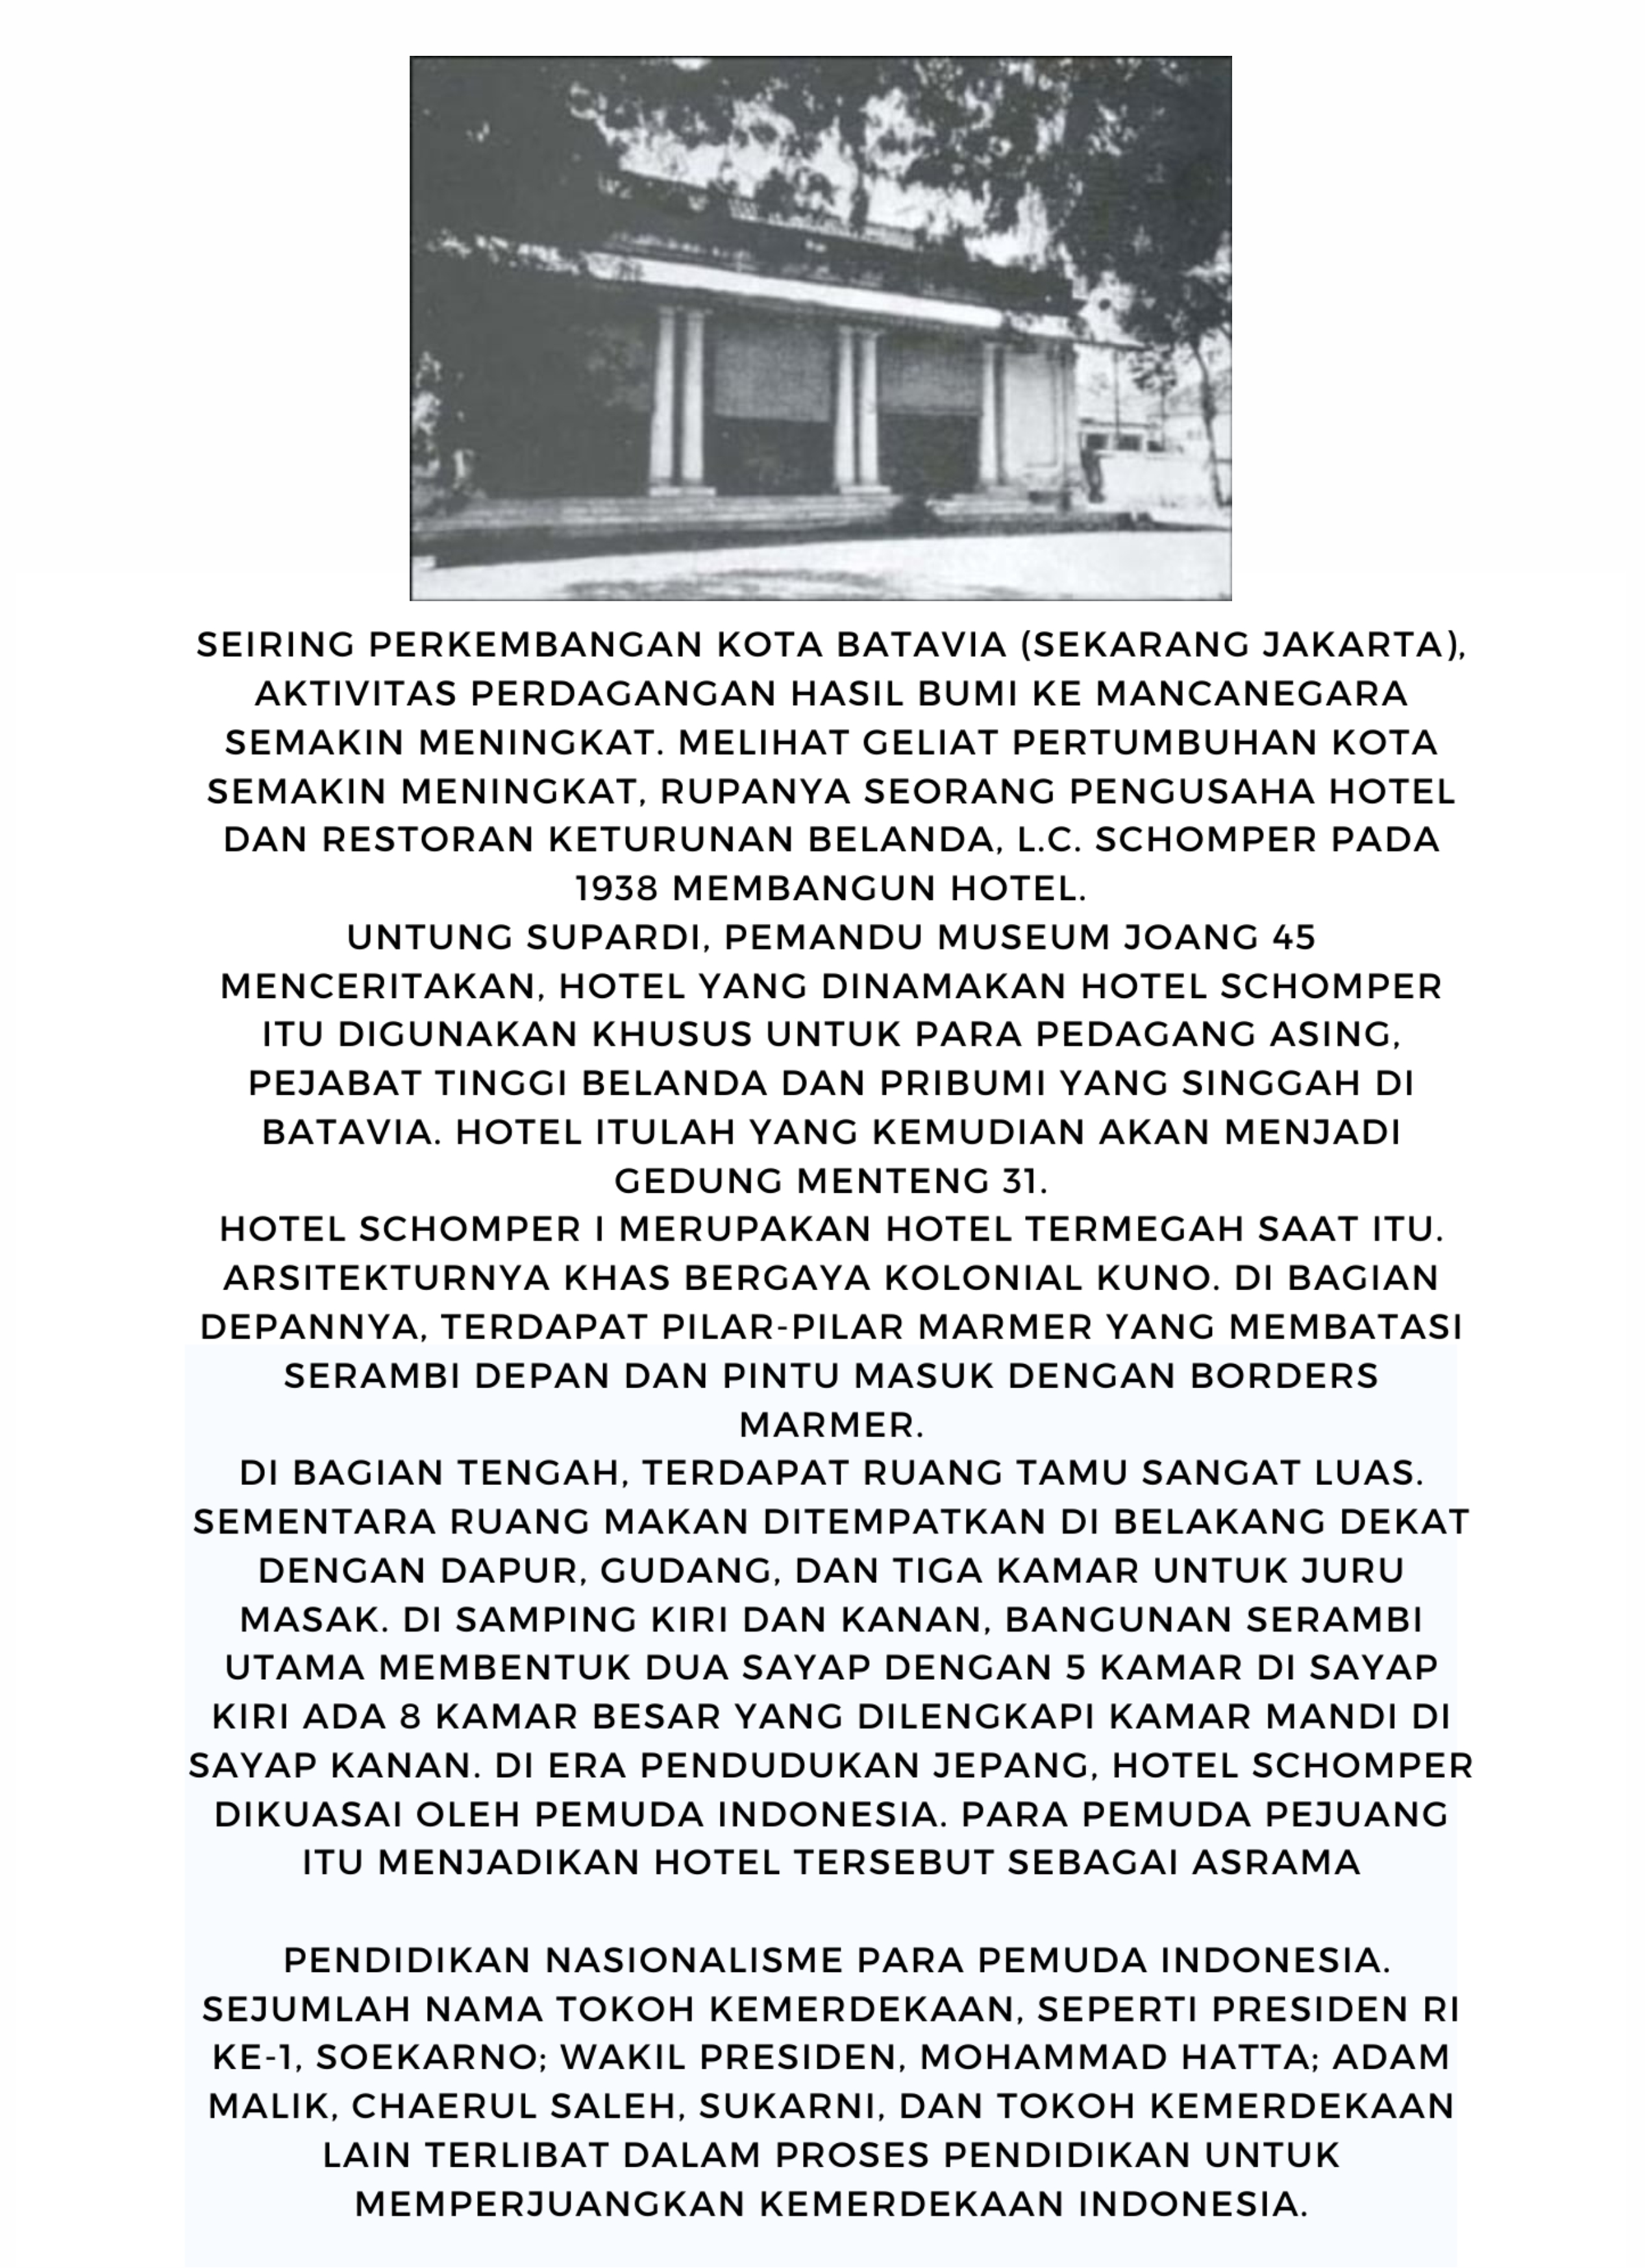 SEIRING PERKEMBANGAN KOTA BATAVIA (SEKARANG JAKARTA),
AKTIVITAS PERDAGANGAN HASIL BUMI KE MANCANEGARA
SEMAKIN MENINGKAT. MELIHAT GELIAT PERTUMBUHAN KOTA
SEMAKIN MENINGKAT, RUPANYA SEORANG PENGUSAHA HOTEL
DAN RESTORAN KETURUNAN BELANDA, L.C. SCHOMPER PADA
1938 MEMBANGUN HOTEL.
UNTUNG SUPARDI, PEMANDU MUSEUM JOANG 45
MENCERITAKAN, HOTEL YANG DINAMAKAN HOTEL SCHOMPER
ITU DIGUNAKAN KHUSUS UNTUK PARA PEDAGANG ASING,
PEJABAT TINGGI BELANDA DAN PRIBUMI YANG SINGGAH DI
BATAVIA. HOTEL ITULAH YANG KEMUDIAN AKAN MENJADI
GEDUNG MENTENG 31.
HOTEL SCHOMPER I MERUPAKAN HOTEL TERMEGAH SAAT ITU.
ARSITEKTURNYA KHAS BERGAYA KOLONIAL KUNO. DI BAGIAN
DEPANNYA, TERDAPAT PILAR-PILAR MARMER YANG MEMBATASI
SERAMBI DEPAN DAN PINTU MASUK DENGAN BORDERS
MARMER.
DI BAGIAN TENGAH, TERDAPAT RUANG TAMU SANGAT LUAS.
SEMENTARA RUANG MAKAN DITEMPATKAN DI BELAKANG DEKAT
DENGAN DAPUR, GUDANG, DAN TIGA KAMAR UNTUK JURU
MASAK. DI SAMPING KIRI DAN KANAN, BANGUNAN SERAMBI
UTAMA MEMBENTUK DUA SAYAP DENGAN 5 KAMAR DI SAYAP
KIRI ADA 8 KAMAR BESAR YANG DILENGKAPI KAMAR MANDI DI
SAYAP KANAN. DI ERA PENDUDUKAN JEPANG, HOTEL SCHOMPER
DIKUASAI OLEH PEMUDA INDONESIA. PARA PEMUDA PEJUANG
ITU MENJADIKAN HOTEL TERSEBUT SEBAGAI ASRAMA
PENDIDIKAN NASIONALISME PARA PEMUDA INDONESIA.
SEJUMLAH NAMA TOKOH KEMERDEKAAN, SEPERTI PRESIDEN RI
KE-1, SOEKARNO; WAKIL PRESIDEN, MOHAMMAD HATTA; ADAM
MALIK, CHAERUL SALEH, SUKARNI, DAN TOKOH KEMERDEKAAN
LAIN TERLIBAT DALAM PROSES PENDIDIKAN UNTUK
MEMPERJUANGKAN KEMERDEKAAN INDONESIA.